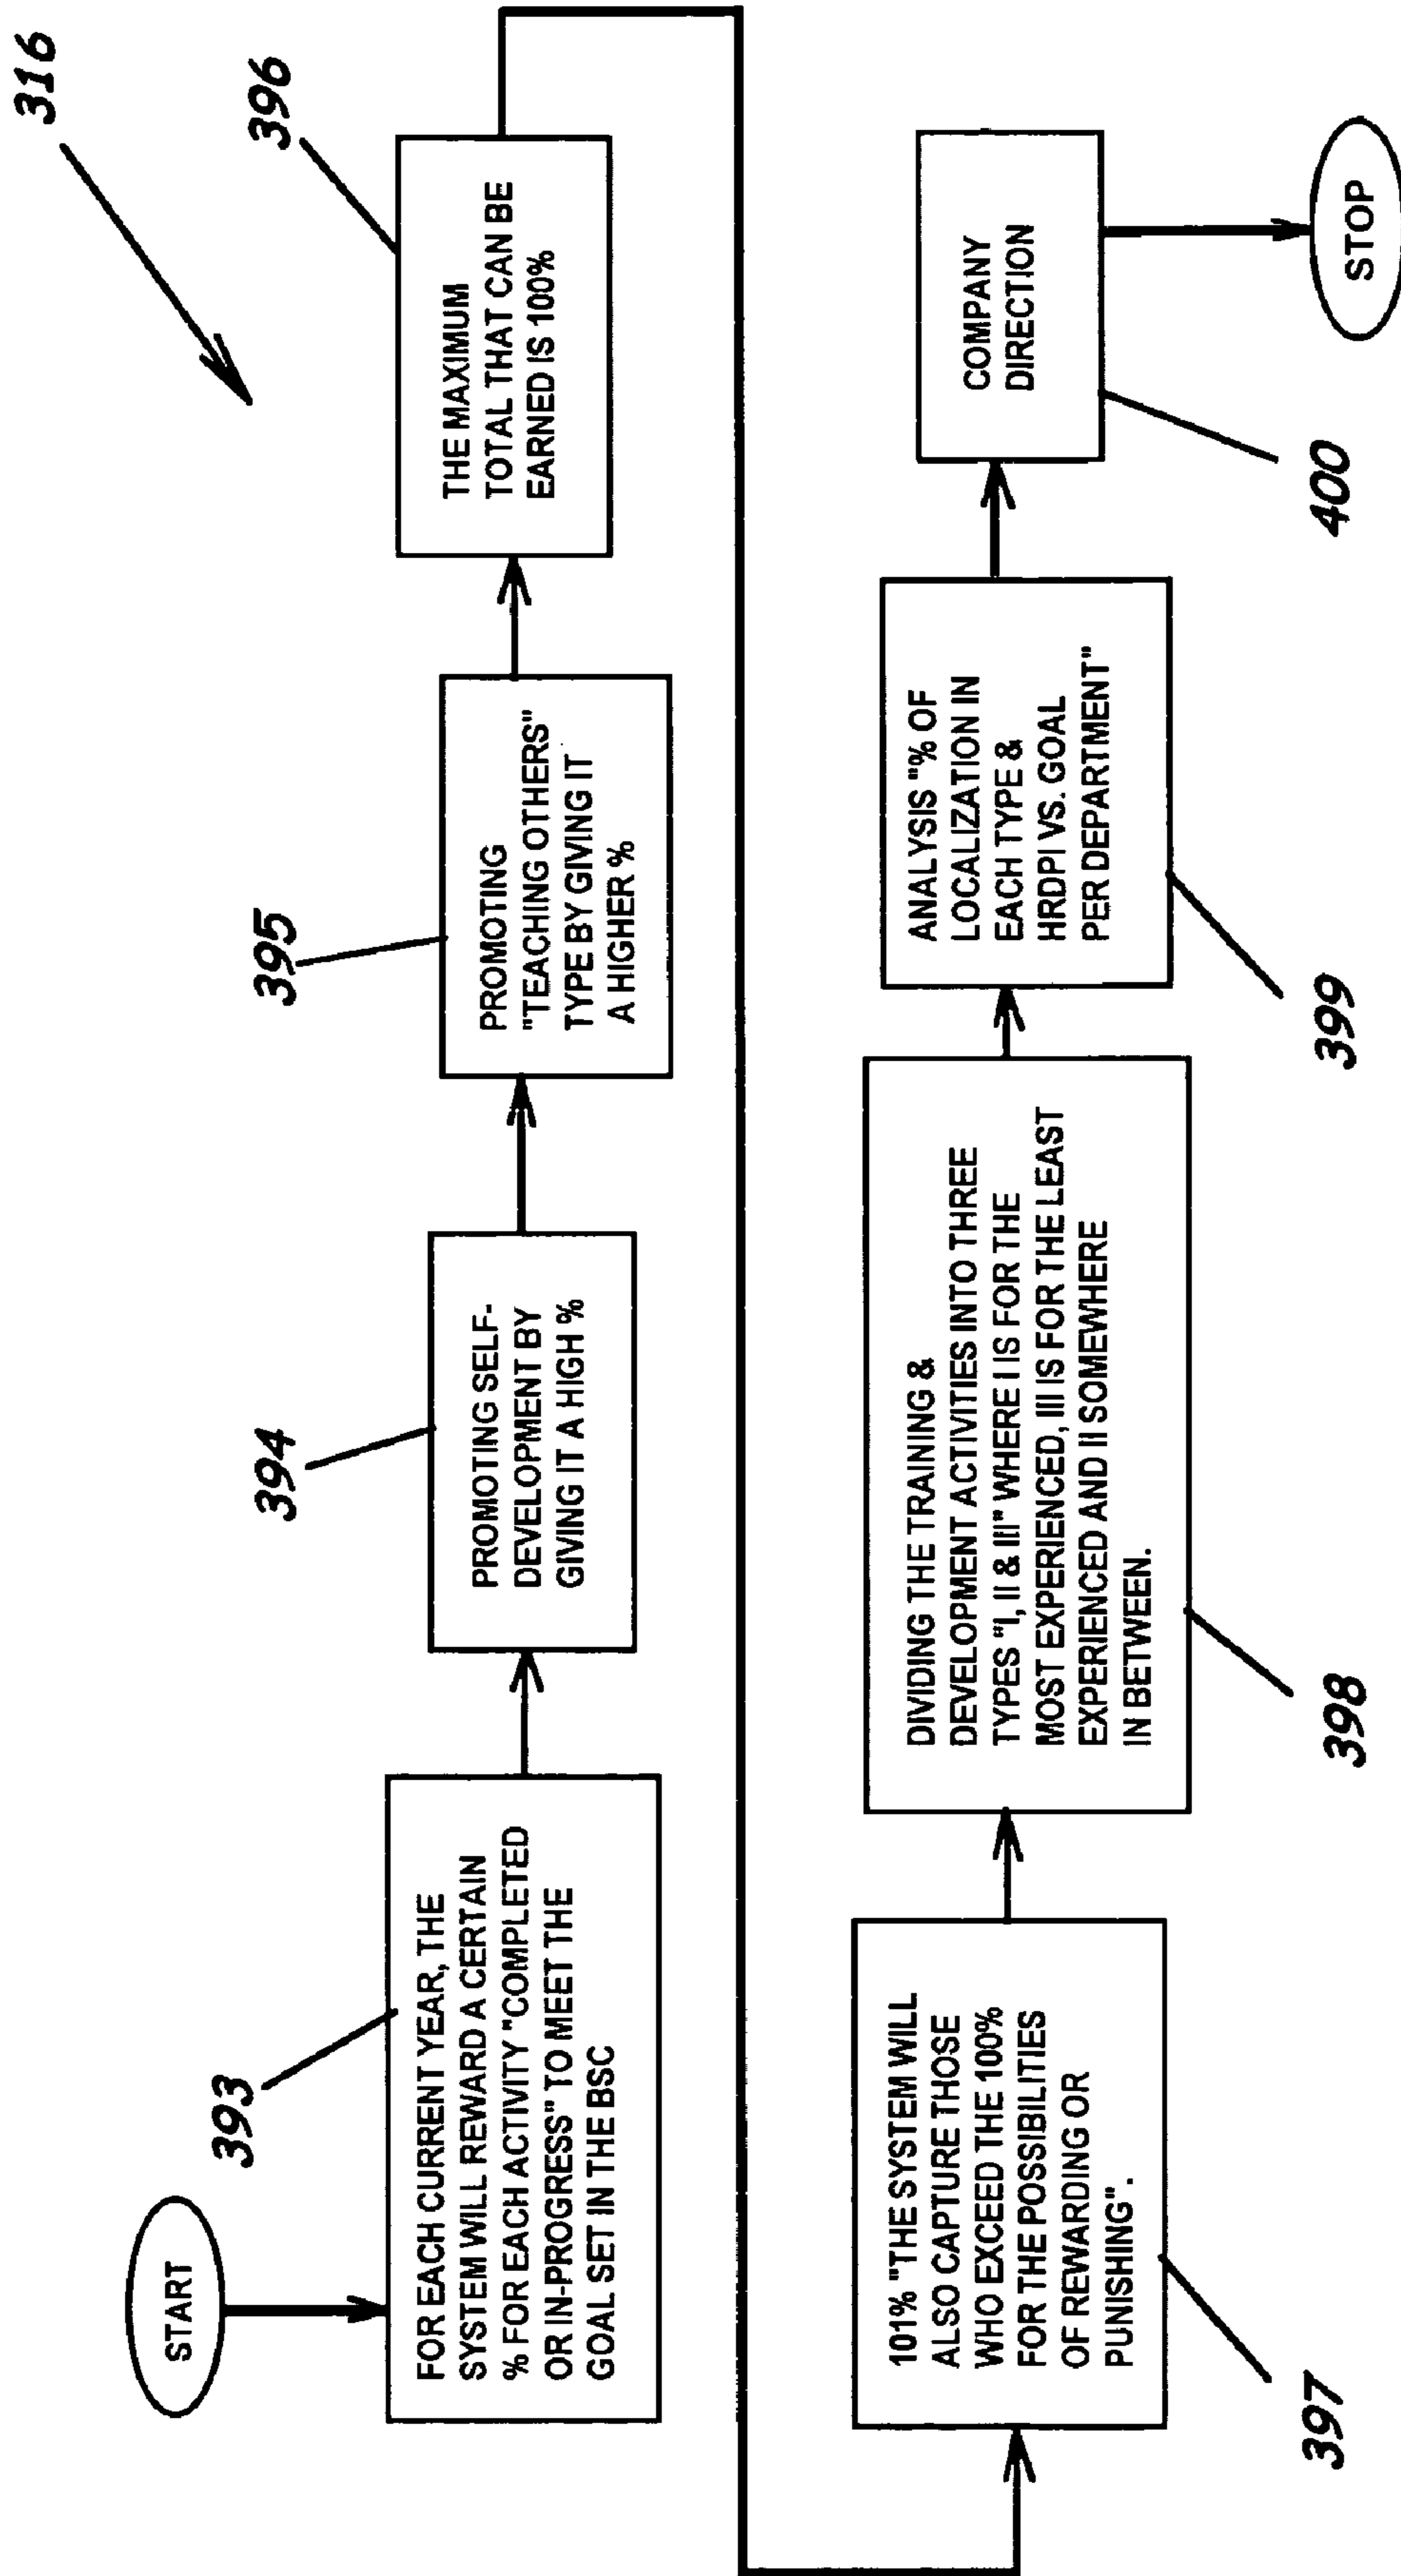 316
START
393
FOR EACH CURRENT YEAR, THE
SYSTEM WILL REWARD A CERTAIN
% FOR EACH ACTIVITY "COMPLETED
OR IN-PROGRESS" TO MEET THE
GOAL SET IN THE BSC
394
PROMOTING SELF-
DEVELOPMENT BY
GIVING IT A HIGH %
395
PROMOTING
"TEACHING OTHERS"
TYPE BY GIVING IT
A HIGHER %
396
THE MAXIMUM
TOTAL THAT CAN BE
EARNED IS 100%
101% "THE SYSTEM WILL
ALSO CAPTURE THOSE
WHO EXCEED THE 100%
FOR THE POSSIBILITIES
OF REWARDING OR
PUNISHING".
397
DIVIDING THE TRAINING &
DEVELOPMENT ACTIVITIES INTO THREE
TYPES "I, II & III" WHERE I IS FOR THE
MOST EXPERIENCED, III IS FOR THE LEAST
EXPERIENCED AND II SOMEWHERE
IN BETWEEN.
398
ANALYSIS "% OF
LOCALIZATION IN
EACH TYPE &
HRDPI VS. GOAL
PER DEPARTMENT"
399
COMPANY
DIRECTION
400
STOP